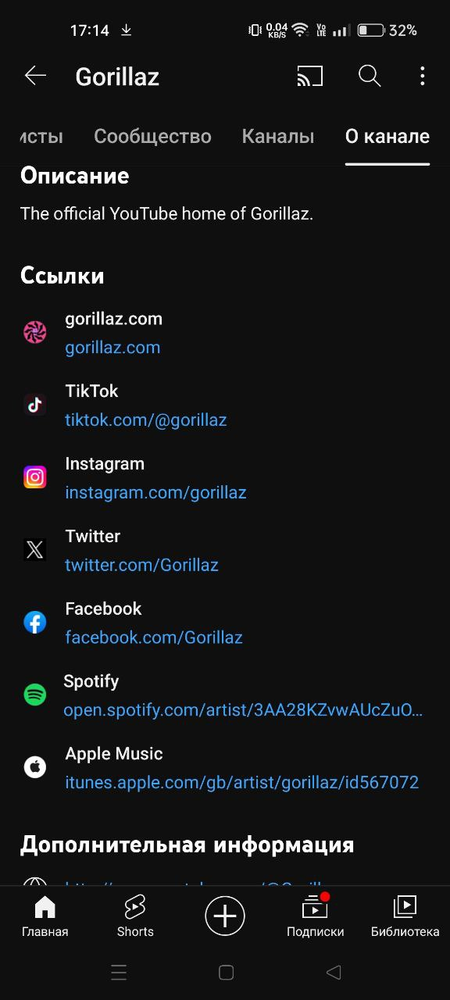 17:14 0.04 KB/S Vo LTE 32%
Gorillaz
исты Сообщество Каналы О канале
Описание
The official YouTube home of Gorillaz.
Ссылки
gorillaz.com
gorillaz.com
TikTok
tiktok.com/@gorillaz
Instagram
instagram.com/gorillaz
Twitter
twitter.com/Gorillaz
Facebook
facebook.com/Gorillaz
Spotify
open.spotify.com/artist/3AA28KZvwAUcZuO...
Apple Music
itunes.apple.com/gb/artist/gorillaz/id567072
Дополнительная информация
Главная Shorts Подписки Библиотека